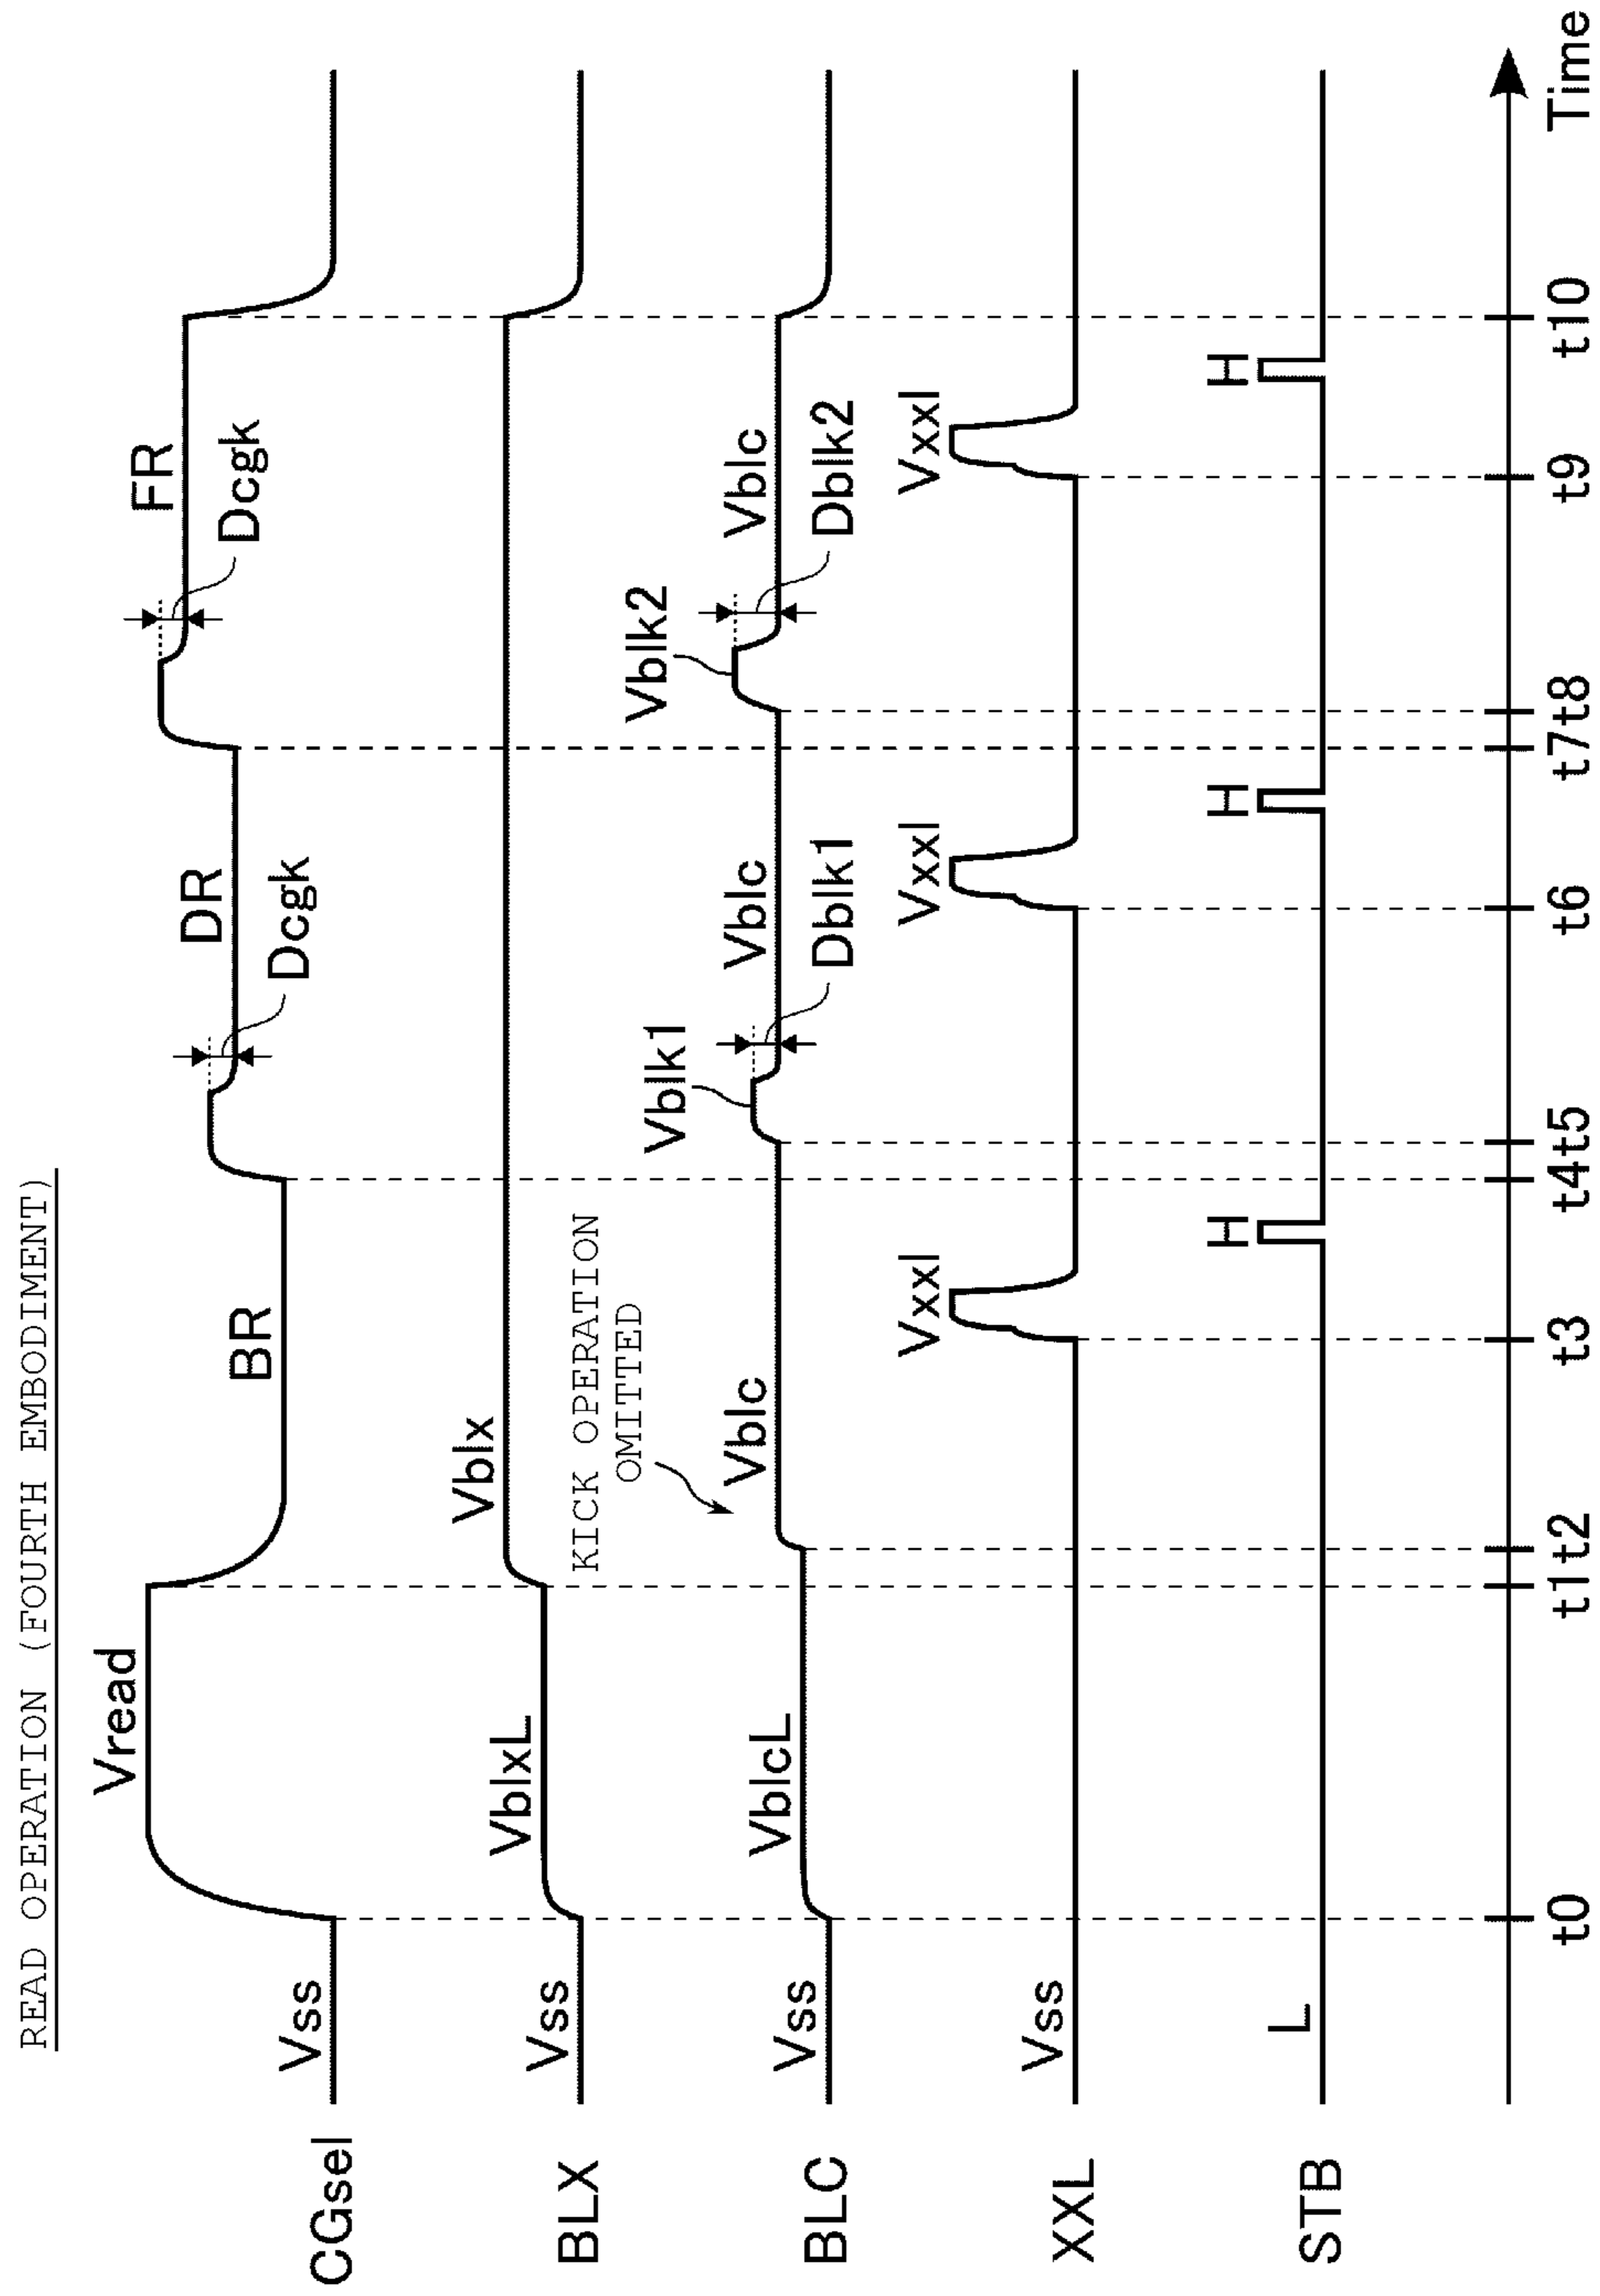 READ OPERATION (FOURTH EMBODIMENT)
CGsel
Vss
Vread
BR
DR
Dcgk
FR
Dcgk
BLX
Vss
VblxL
Vblx
KICK OPERATION
OMITTED
BLC
Vss
VblcL
Vblc
Vblk1
Vblc
Dblk1
Vblk2
Vblc
Dblk2
XXL
Vss
Vxxl
Vxxl
Vxxl
STB
L
H
H
H
t0
t1
t2
t3
t4
t5
t6
t7
t8
t9
t10
Time